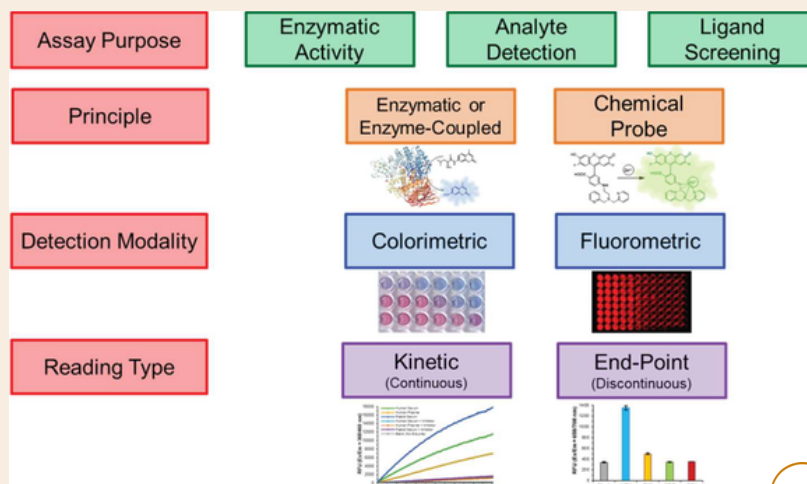 Assay Purpose
Enzymatic
Activity
Analyte
Detection
Ligand
Screening
Principle
Enzymatic or
Enzyme-Coupled
Chemical
Probe
Detection Modality
Colorimetric
Fluorometric
Reading Type
Kinetic
(Continuous)
End-Point
(Discontinuous)